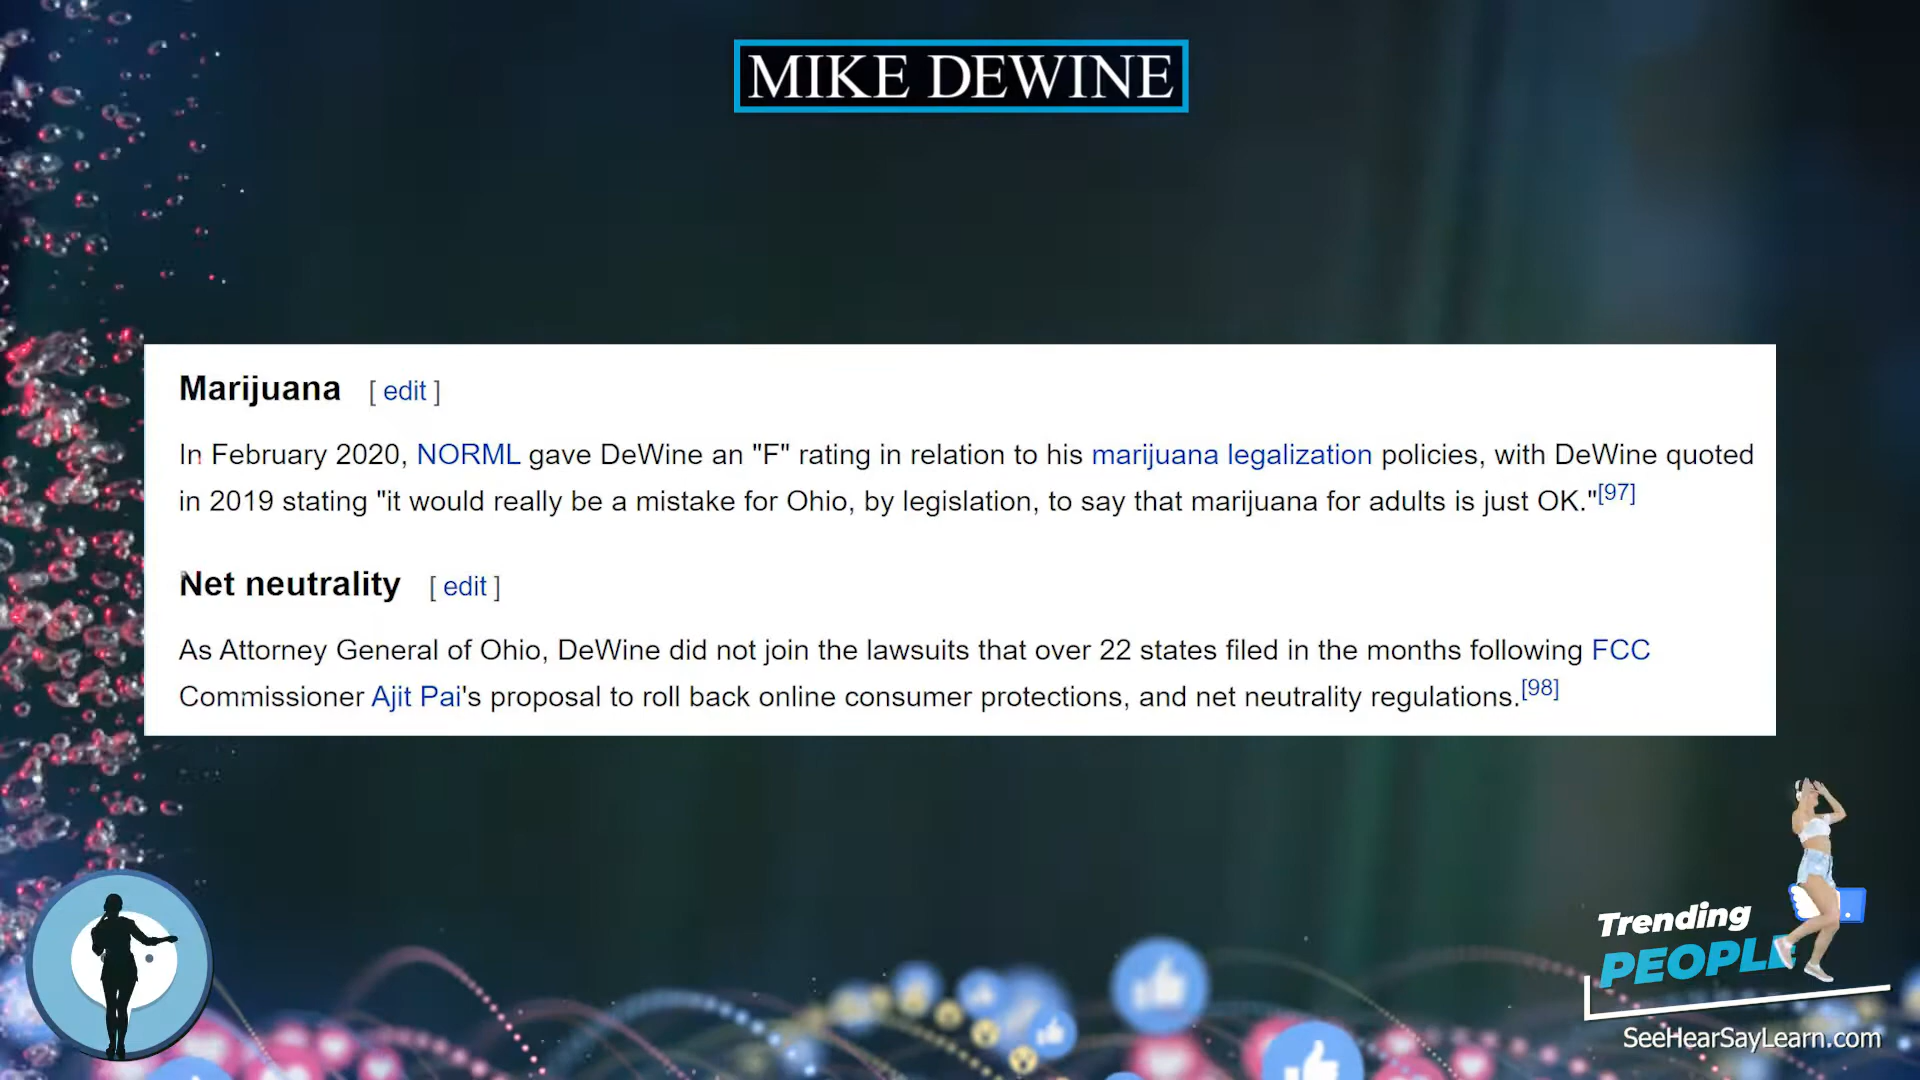 MIKE DEWINE
Marijuana [ edit ]
In February 2020, NORML gave DeWine an "F" rating in relation to his marijuana legalization policies, with DeWine quoted
in 2019 stating "it would really be a mistake for Ohio, by legislation, to say that marijuana for adults is just OK."[97]
Net neutrality [ edit ]
As Attorney General of Ohio, DeWine did not join the lawsuits that over 22 states filed in the months following FCC
Commissioner Ajit Pai's proposal to roll back online consumer protections, and net neutrality regulations.[98]
Trending
PEOPLE
SeeHearSayLearn.com